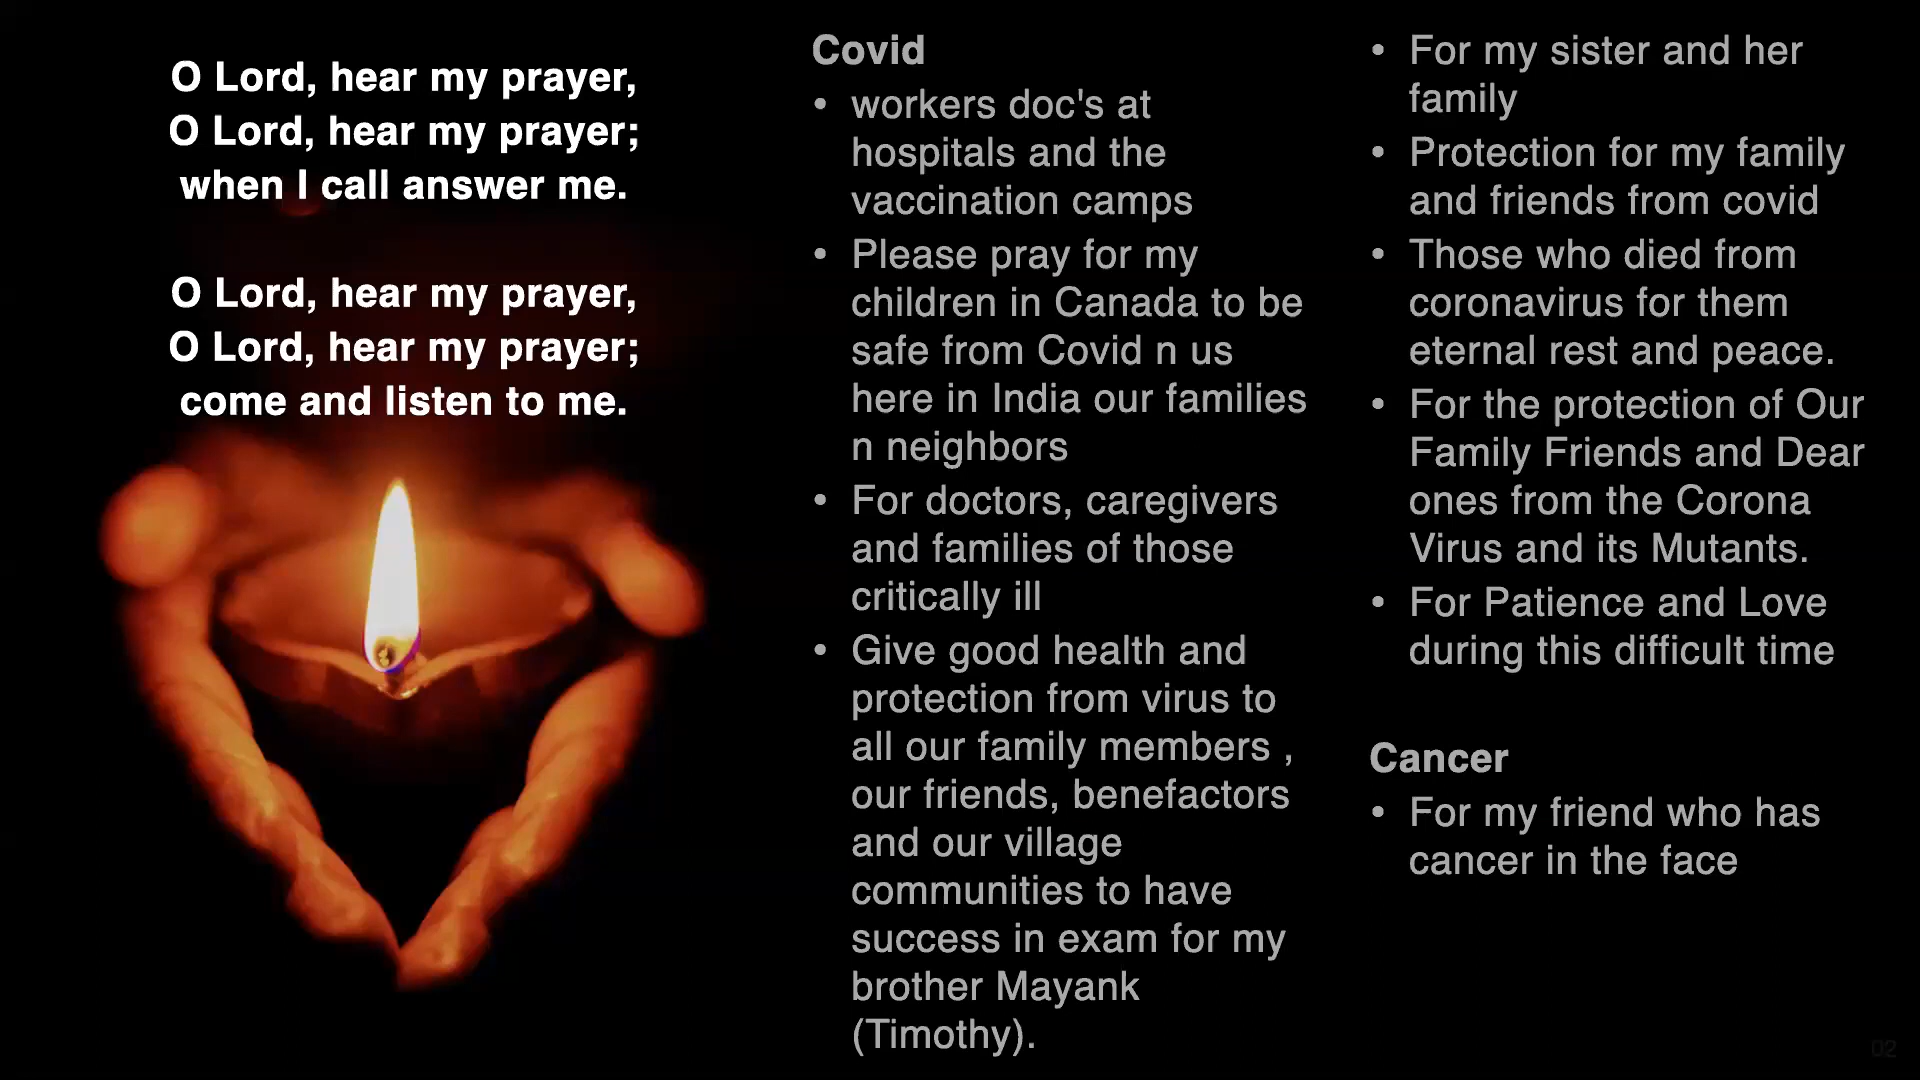 O Lord, hear my prayer,
O Lord, hear my prayer;
when I call answer me.
O Lord, hear my prayer,
O Lord, hear my prayer;
come and listen to me.
Covid
• workers doc's at
hospitals and the
vaccination camps
• Please pray for my
children in Canada to be
safe from Covid n us
here in India our families
n neighbors
• For doctors, caregivers
and families of those
critically ill
• Give good health and
protection from virus to
all our family members ,
our friends, benefactors
and our village
communities to have
success in exam for my
brother Mayank
(Timothy).
• For my sister and her
family
• Protection for my family
and friends from covid
• Those who died from
coronavirus for them
eternal rest and peace.
• For the protection of Our
Family Friends and Dear
ones from the Corona
Virus and its Mutants.
• For Patience and Love
during this difficult time
Cancer
• For my friend who has
cancer in the face
02